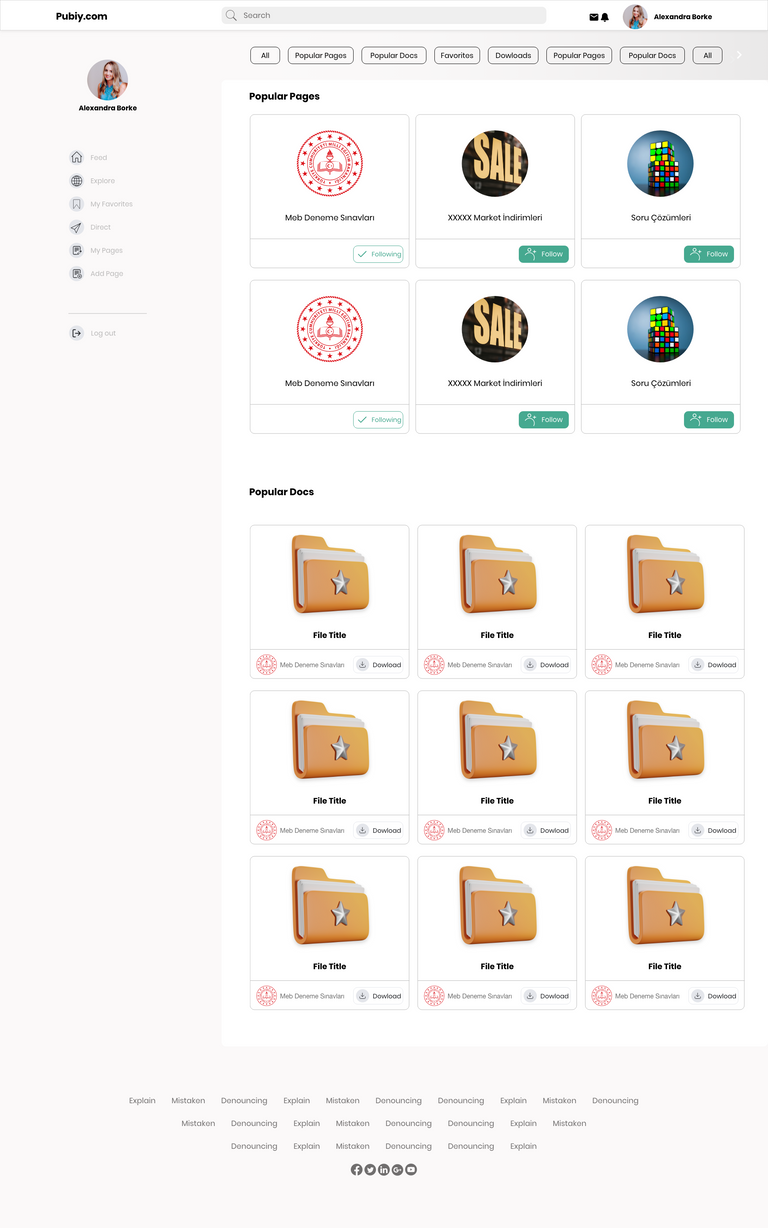 Pubiy.com
Search
Alexandra Borke
All Popular Pages Popular Docs Favorites Dowloads Popular Pages Popular Docs All
Alexandra Borke
Feed
Explore
My Favorites
Direct
My Pages
Add Page
Log out
Popular Pages
SALE
Meb Deneme Sınavları XXXXX Market İndirimleri Soru Çözümleri
Following Follow Follow
SALE
Meb Deneme Sınavları XXXXX Market İndirimleri Soru Çözümleri
Following Follow Follow
Popular Docs
File Title File Title File Title
Meb Deneme Sınavları Dowload Meb Deneme Sınavları Dowload Meb Deneme Sınavları Dowload
File Title File Title File Title
Meb Deneme Sınavları Dowload Meb Deneme Sınavları Dowload Meb Deneme Sınavları Dowload
File Title File Title File Title
Meb Deneme Sınavları Dowload Meb Deneme Sınavları Dowload Meb Deneme Sınavları Dowload
Explain Mistaken Denouncing Explain Mistaken Denouncing Denouncing Explain Mistaken Denouncing
Mistaken Denouncing Explain Mistaken Denouncing Denouncing Explain Mistaken
Denouncing Explain Mistaken Denouncing Denouncing Explain